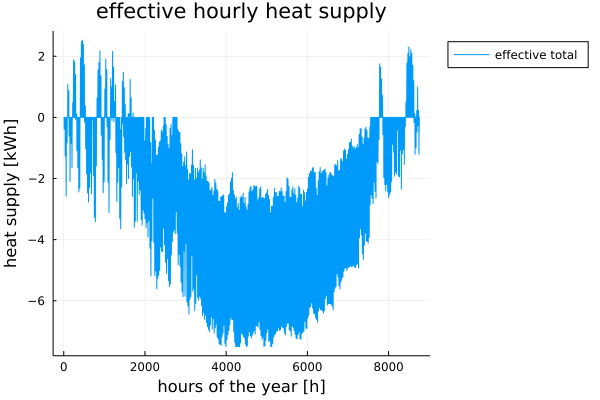 effective hourly heat supply
effective total
heat supply [kWh]
2
0
−2
−4
−6
0 2000 4000 6000 8000
hours of the year [h]